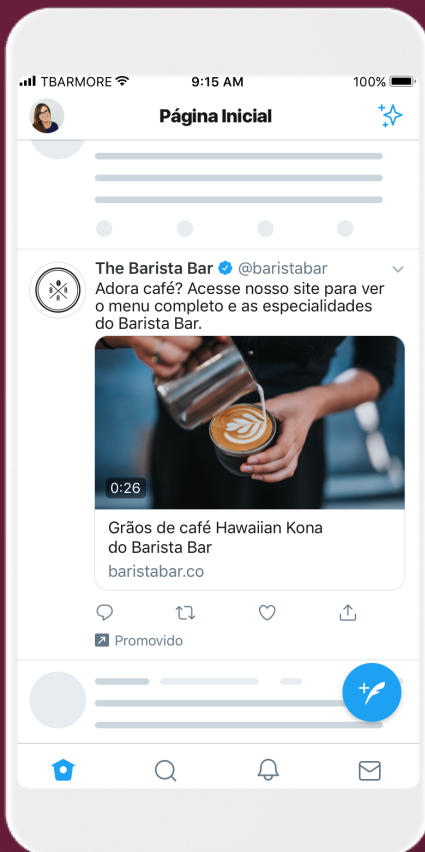 TBARMORE 9:15 AM 100%
Página Inicial
The Barista Bar @baristabar
Adora café? Acesse nosso site para ver
o menu completo e as especialidades
do Barista Bar.
0:26
Grãos de café Hawaiian Kona
do Barista Bar
baristabar.co
Promovido